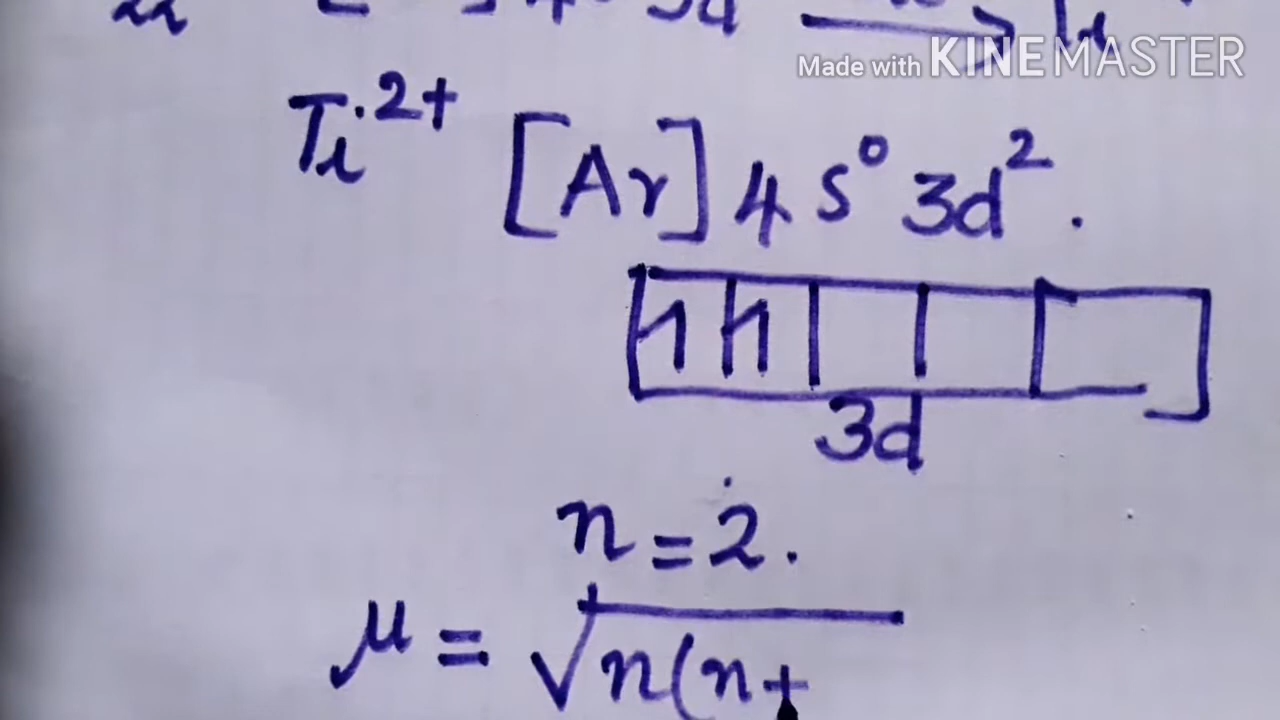 Made with KINEMASTER
Ti²⁺ [Ar] 4s⁰ 3d².
3d
n = 2.
μ = √n(n+